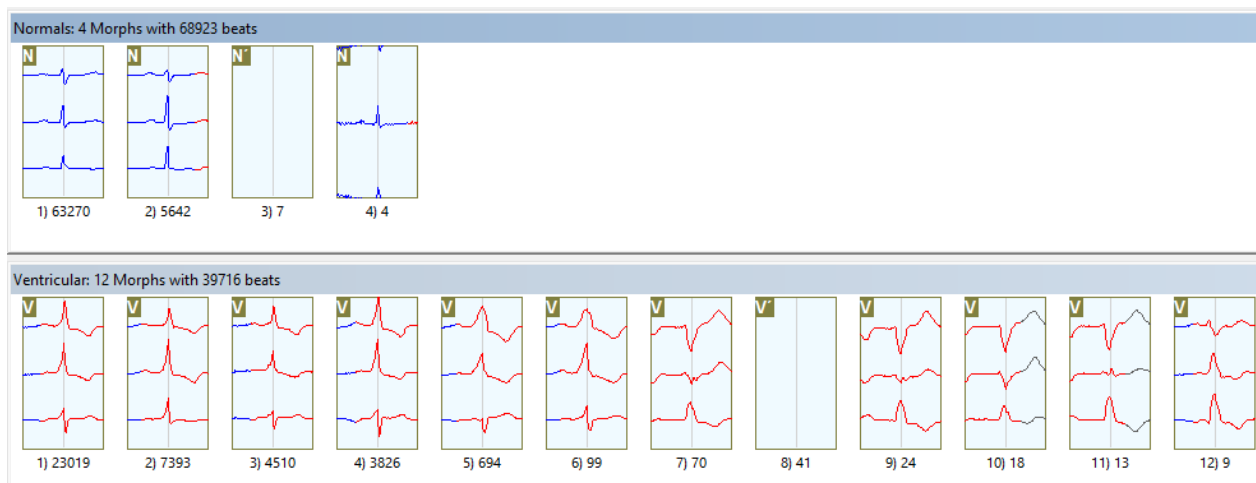 Normals: 4 Morphs with 68923 beats
N N N´ N
1) 63270 2) 5642 3) 7 4) 4
Ventricular: 12 Morphs with 39716 beats
V V V V V V V V´ V V V V
1) 23019 2) 7393 3) 4510 4) 3826 5) 694 6) 99 7) 70 8) 41 9) 24 10) 18 11) 13 12) 9